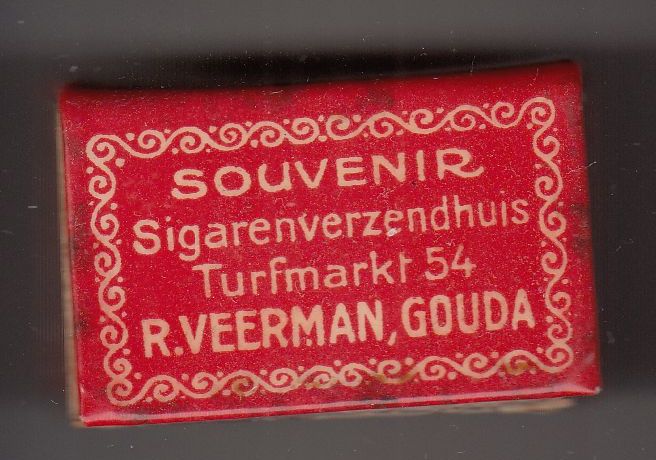 SOUVENIR
Sigarenverzendhuis
Turfmarkt 54
R.VEERMAN, GOUDA